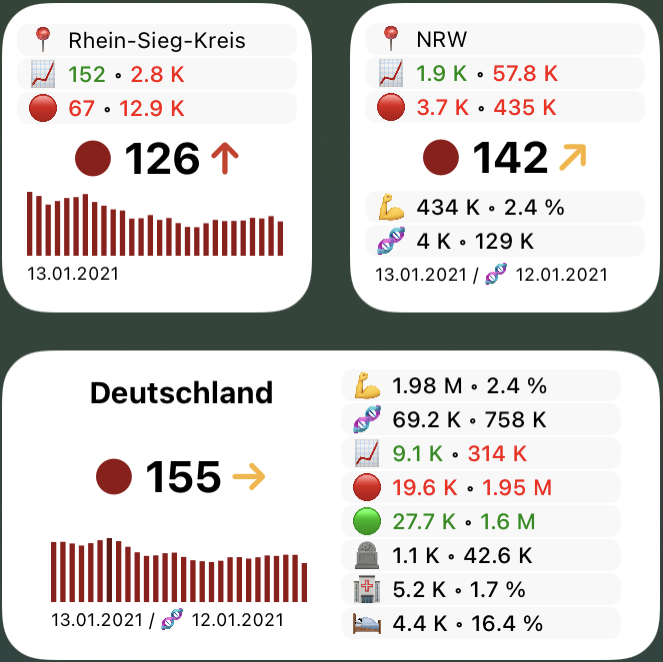 Rhein-Sieg-Kreis
152 • 2.8 K
67 • 12.9 K
126
13.01.2021
NRW
1.9 K • 57.8 K
3.7 K • 435 K
142
434 K • 2.4 %
4 K • 129 K
13.01.2021 / 12.01.2021
Deutschland
155
13.01.2021 / 12.01.2021
1.98 M • 2.4 %
69.2 K • 758 K
9.1 K • 314 K
19.6 K • 1.95 M
27.7 K • 1.6 M
1.1 K • 42.6 K
5.2 K • 1.7 %
4.4 K • 16.4 %